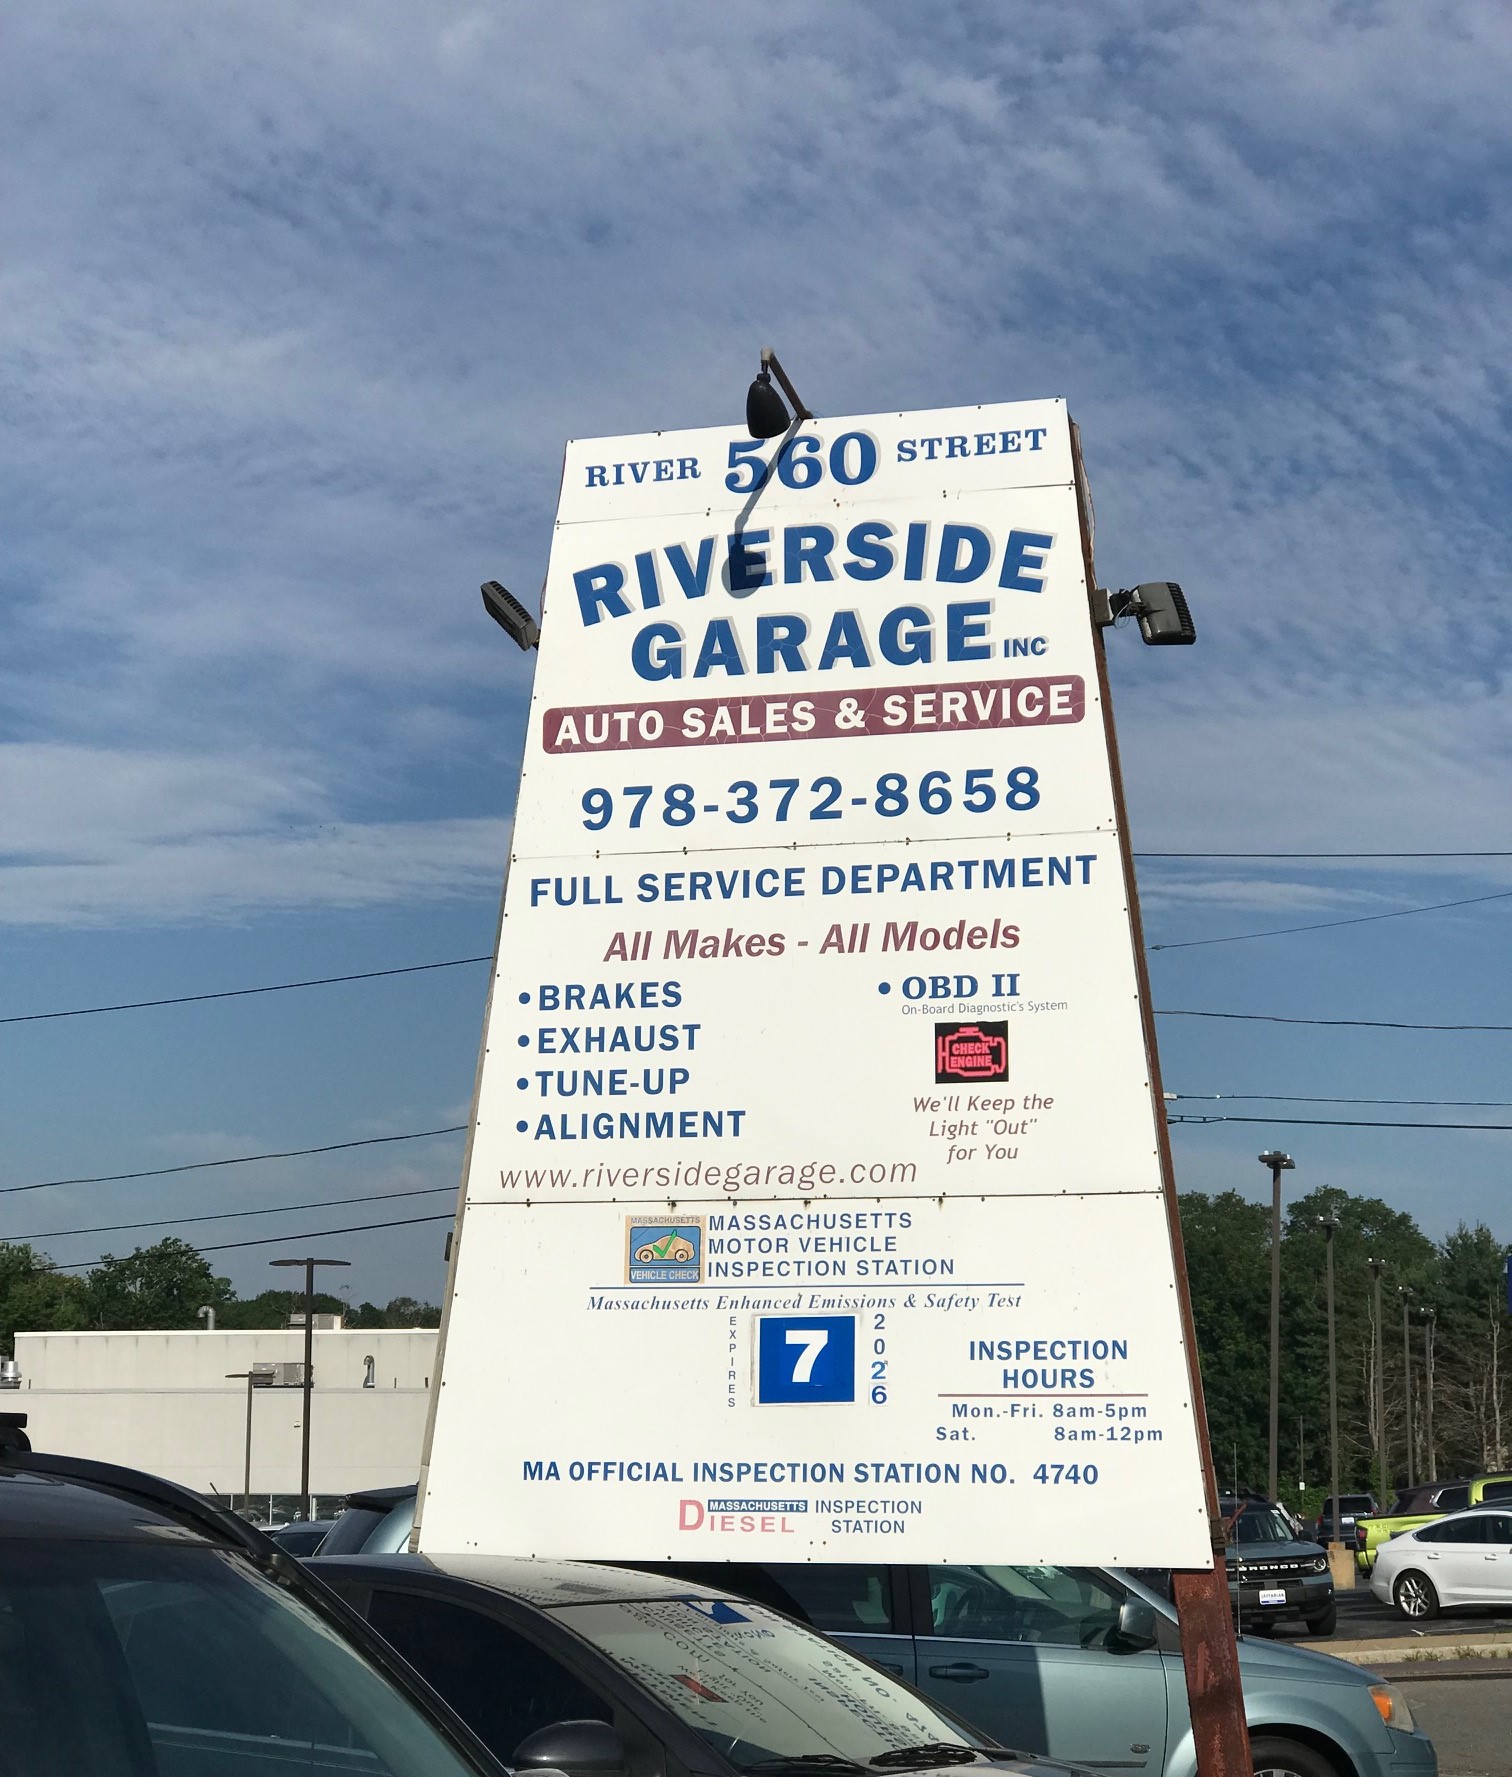 RIVER 560 STREET
RIVERSIDE
GARAGE INC
AUTO SALES & SERVICE
978-372-8658
FULL SERVICE DEPARTMENT
All Makes - All Models
• BRAKES
• EXHAUST
• TUNE-UP
• ALIGNMENT
• OBD II
On-Board Diagnostic's System
CHECK
ENGINE
We'll Keep the
Light "Out"
for You
www.riversidegarage.com
MASSACHUSETTS
VEHICLE CHECK
MASSACHUSETTS
MOTOR VEHICLE
INSPECTION STATION
Massachusetts Enhanced Emissions & Safety Test
EXPIRES
7
2026
INSPECTION
HOURS
Mon.-Fri. 8am-5pm
Sat. 8am-12pm
MA OFFICIAL INSPECTION STATION NO. 4740
MASSACHUSETTS
DIESEL
INSPECTION
STATION
BRONCO